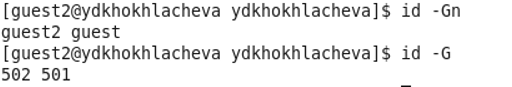 [guest2@ydkhokhlacheva ydkhokhlacheva]$ id -Gn
guest2 guest
[guest2@ydkhokhlacheva ydkhokhlacheva]$ id -G
502 501